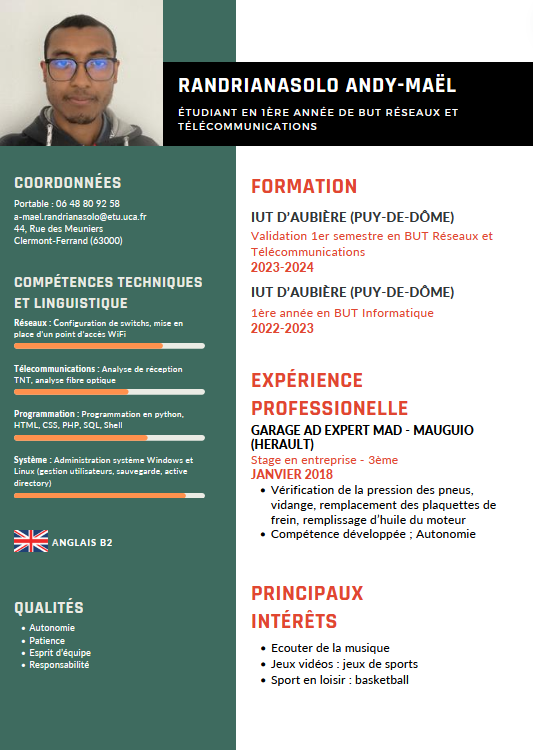 RANDRIANASOLO ANDY-MAËL
ÉTUDIANT EN 1ÈRE ANNÉE DE BUT RÉSEAUX ET
TÉLÉCOMMUNICATIONS
COORDONNÉES
Portable : 06 48 80 92 58
a-mael.randrianasolo@etu.uca.fr
44, Rue des Meuniers
Clermont-Ferrand (63000)
COMPÉTENCES TECHNIQUES
ET LINGUISTIQUE
Réseaux : Configuration de switchs, mise en
place d'un point d'accès WiFi
Télecommunications : Analyse de réception
TNT, analyse fibre optique
Programmation : Programmation en python,
HTML, CSS, PHP, SQL, Shell
Système : Administration système Windows et
Linux (gestion utilisateurs, sauvegarde, active
directory)
ANGLAIS B2
QUALITÉS
• Autonomie
• Patience
• Esprit d'équipe
• Responsabilité
FORMATION
IUT D'AUBIÈRE (PUY-DE-DÔME)
Validation 1er semestre en BUT Réseaux et
Télécommunications
2023-2024
IUT D'AUBIÈRE (PUY-DE-DÔME)
1ère année en BUT Informatique
2022-2023
EXPÉRIENCE
PROFESSIONELLE
GARAGE AD EXPERT MAD - MAUGUIO
(HERAULT)
Stage en entreprise - 3ème
JANVIER 2018
• Vérification de la pression des pneus,
vidange, remplacement des plaquettes de
frein, remplissage d'huile du moteur
• Compétence développée ; Autonomie
PRINCIPAUX
INTÉRÊTS
• Ecouter de la musique
• Jeux vidéos : jeux de sports
• Sport en loisir : basketball